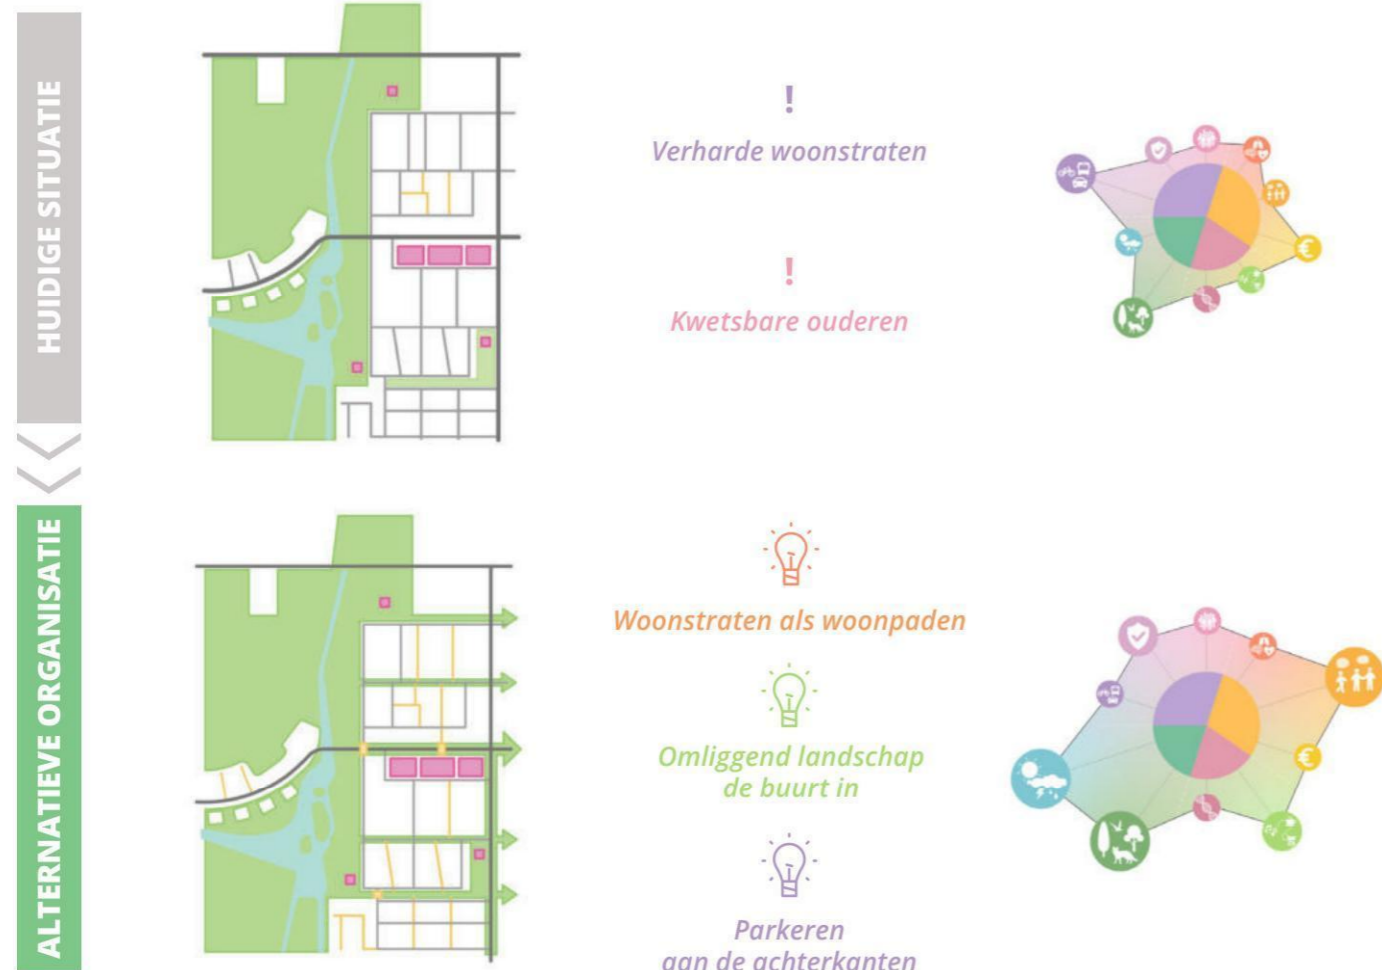 HUIDIGE SITUATIE
!
Verharde woonstraten
!
Kwetsbare ouderen
€
ALTERNATIEVE ORGANISATIE
Woonstraten als woonpaden
Omliggend landschap
de buurt in
Parkeren
aan de achterkanten
€